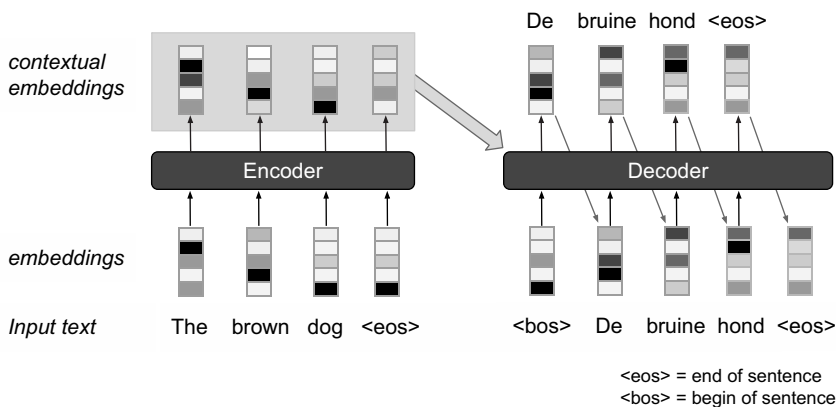 De bruine hond <eos>
contextual
embeddings
Encoder
Decoder
embeddings
Input text
The brown dog <eos>
<bos> De bruine hond <eos>
<eos> = end of sentence
<bos> = begin of sentence